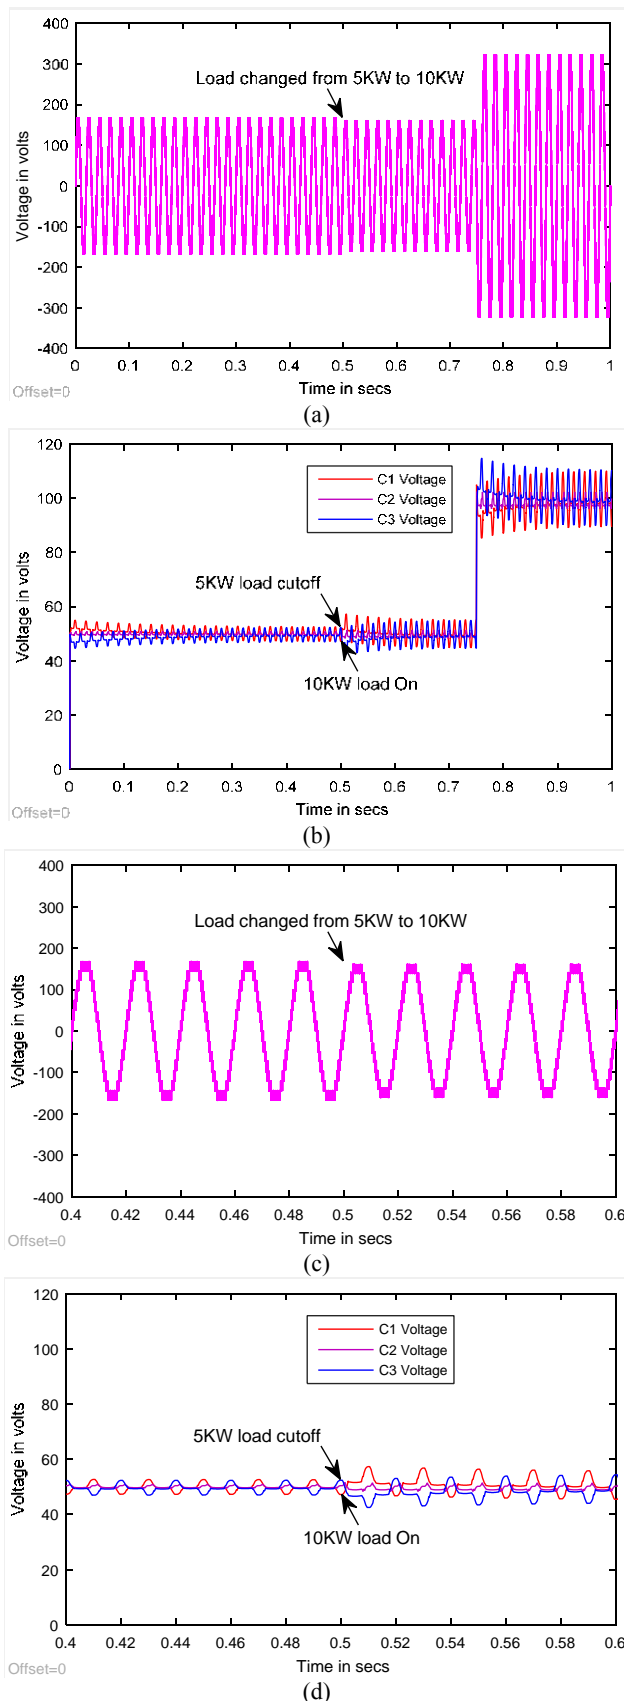 400
300
200
100
0
-100
-200
-300
-400
Voltage in volts
Load changed from 5KW to 10KW
0 0.1 0.2 0.3 0.4 0.5 0.6 0.7 0.8 0.9 1
Time in secs
Offset=0
(a)
120
100
80
60
40
20
0
Voltage in volts
C1 Voltage
C2 Voltage
C3 Voltage
5KW load cutoff
10KW load On
0 0.1 0.2 0.3 0.4 0.5 0.6 0.7 0.8 0.9 1
Time in secs
Offset=0
(b)
400
300
200
100
0
-100
-200
-300
-400
Voltage in volts
Load changed from 5KW to 10KW
0.4 0.42 0.44 0.46 0.48 0.5 0.52 0.54 0.56 0.58 0.6
Time in secs
Offset=0
(c)
120
100
80
60
40
20
0
Voltage in volts
C1 Voltage
C2 Voltage
C3 Voltage
5KW load cutoff
10KW load On
0.4 0.42 0.44 0.46 0.48 0.5 0.52 0.54 0.56 0.58 0.6
Time in secs
Offset=0
(d)